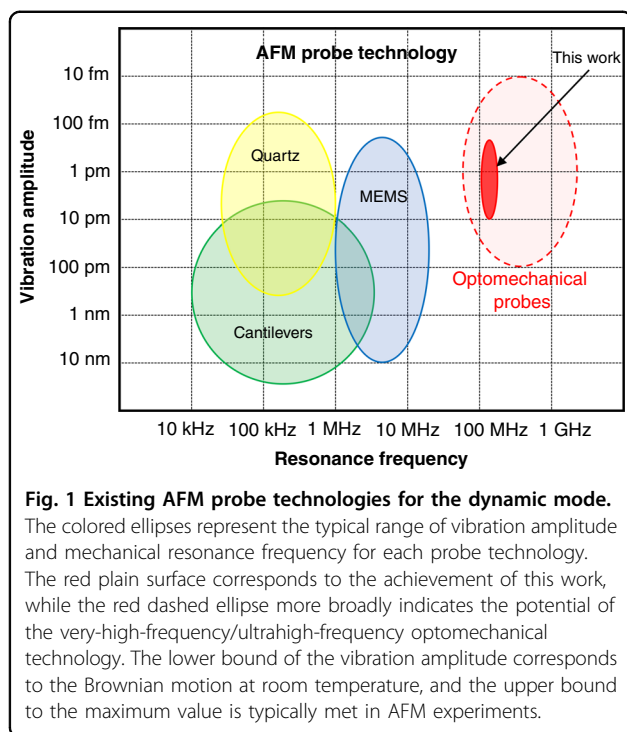 AFM probe technology
This work
10 fm
100 fm
1 pm
10 pm
100 pm
1 nm
10 nm
Vibration amplitude
Quartz
MEMS
Cantilevers
Optomechanical
probes
10 kHz
100 kHz
1 MHz
10 MHz
100 MHz
1 GHz
Resonance frequency
Fig. 1 Existing AFM probe technologies for the dynamic mode.
The colored ellipses represent the typical range of vibration amplitude
and mechanical resonance frequency for each probe technology.
The red plain surface corresponds to the achievement of this work,
while the red dashed ellipse more broadly indicates the potential of
the very-high-frequency/ultrahigh-frequency optomechanical
technology. The lower bound of the vibration amplitude corresponds
to the Brownian motion at room temperature, and the upper bound
to the maximum value is typically met in AFM experiments.